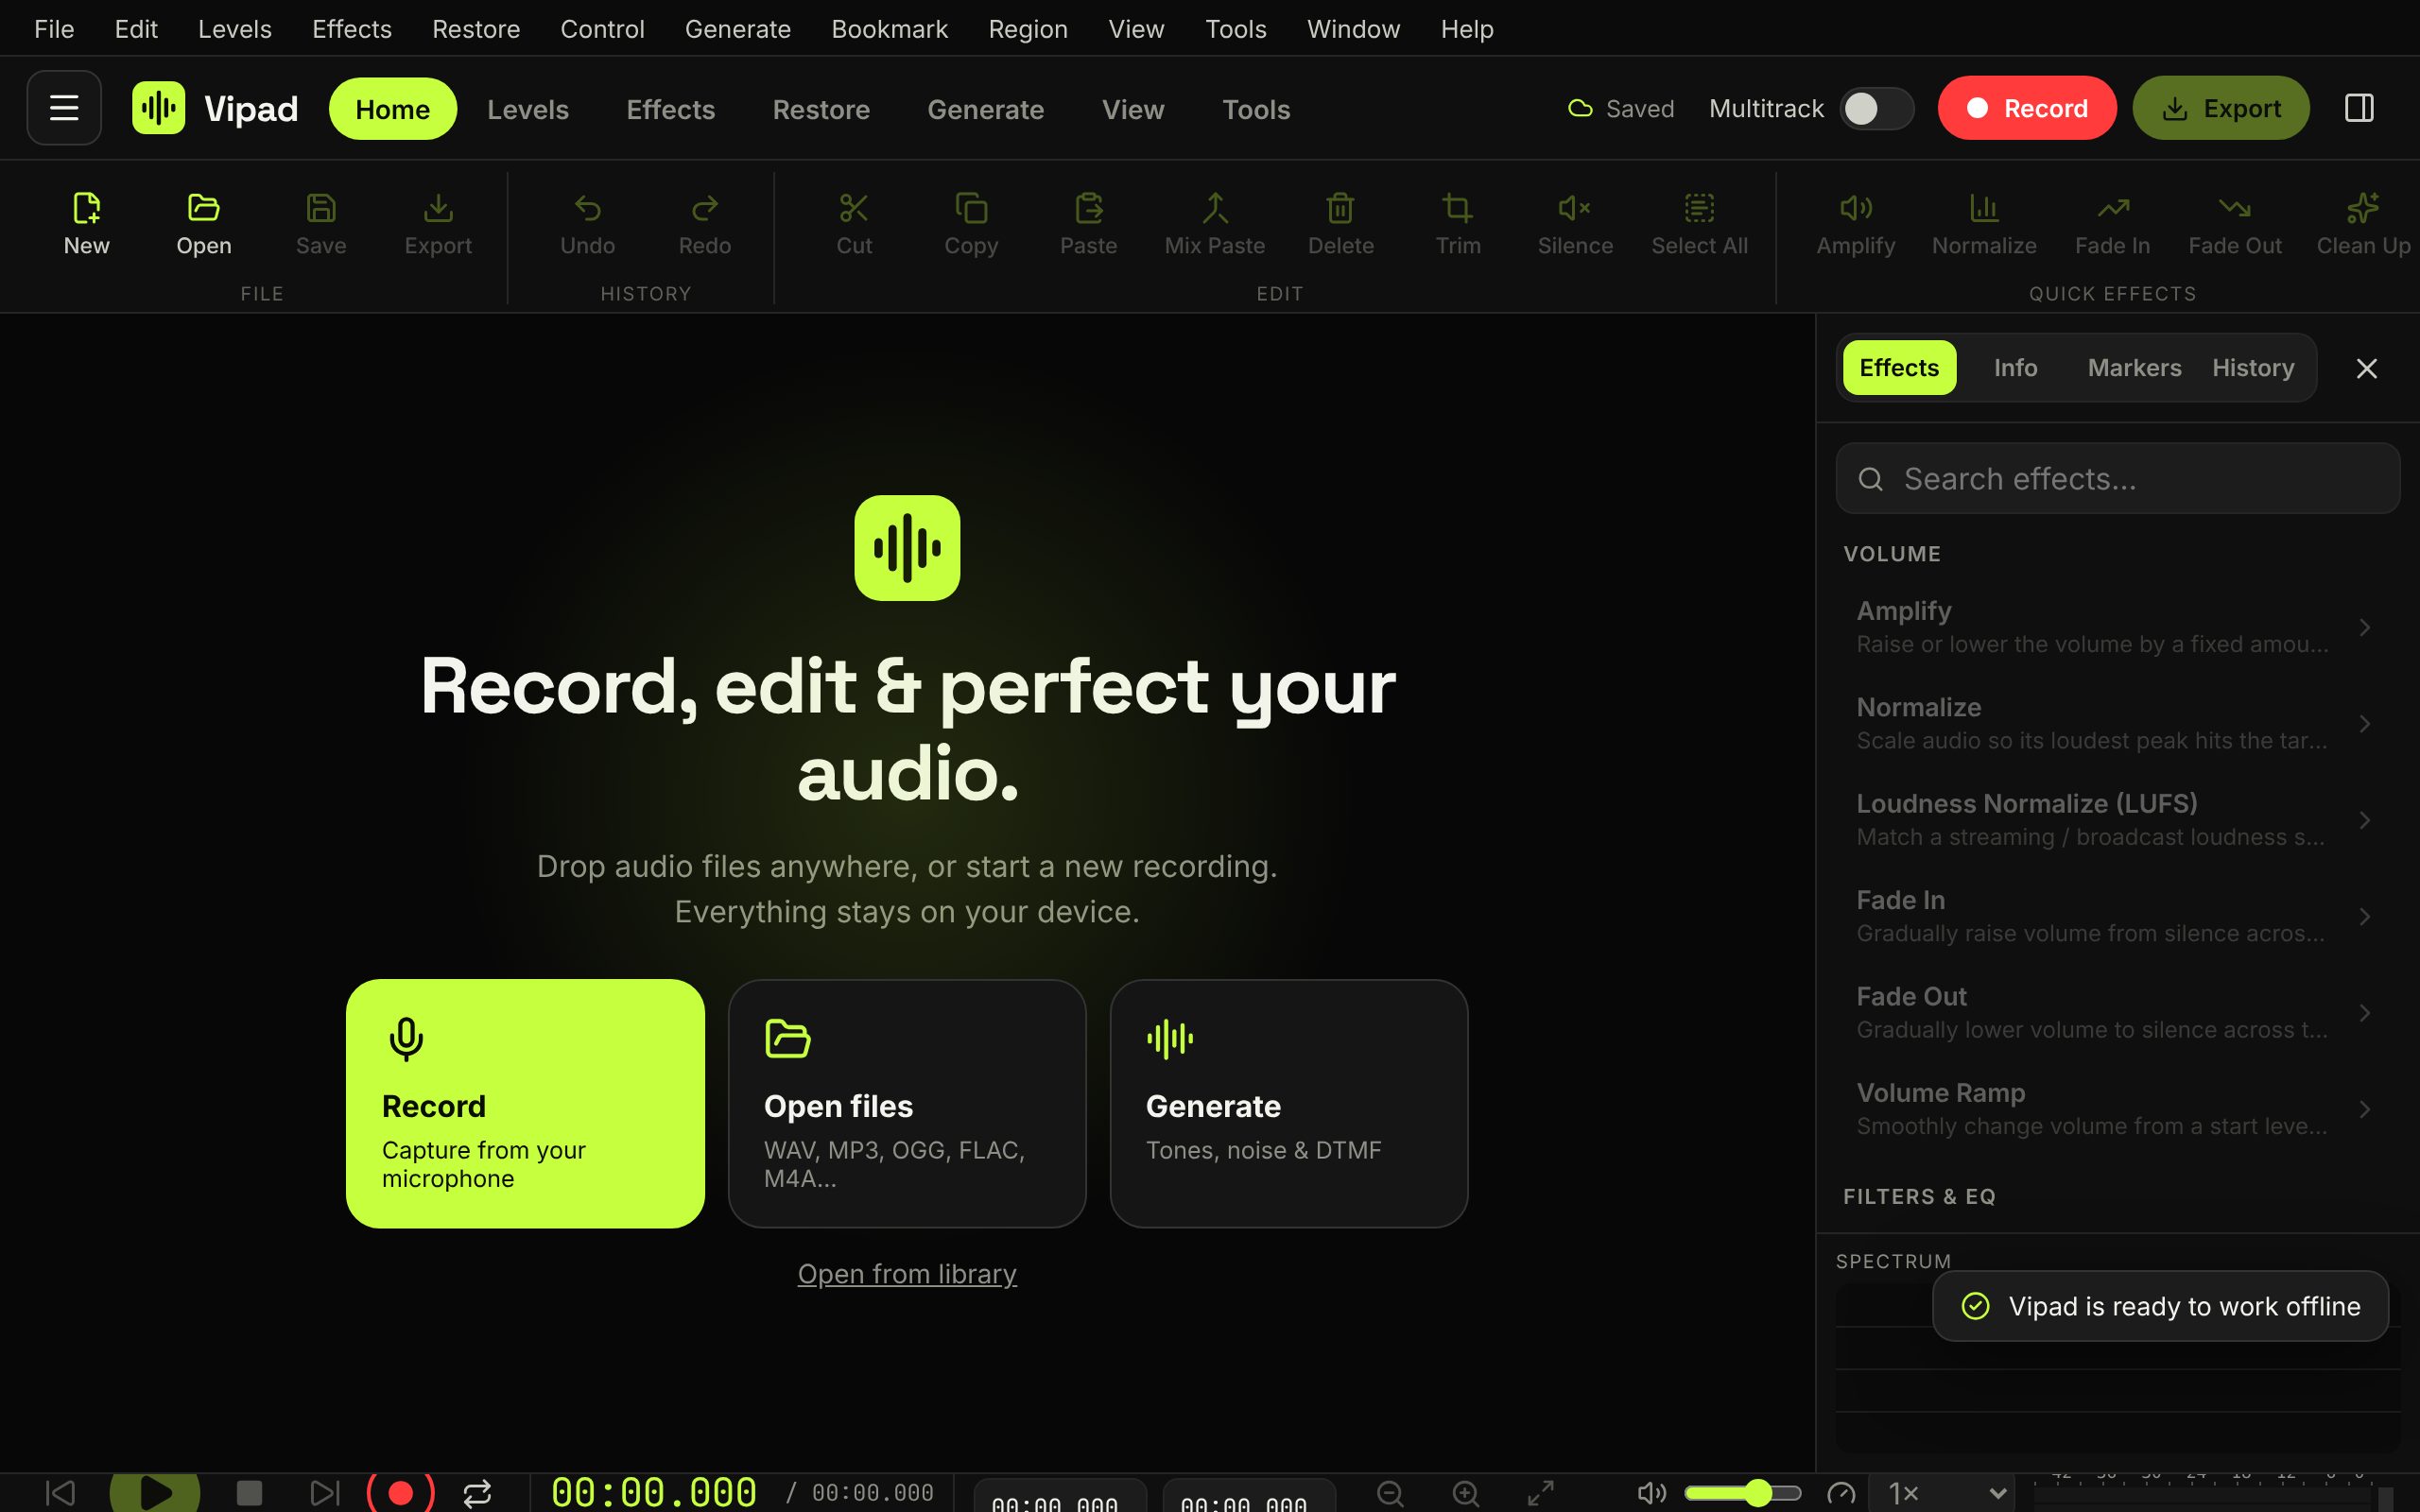 File Edit Levels Effects Restore Control Generate Bookmark Region View Tools Window Help
Vipad Home Levels Effects Restore Generate View Tools Saved Multitrack Record Export
New Open Save Export Undo Redo Cut Copy Paste Mix Paste Delete Trim Silence Select All Amplify Normalize Fade In Fade Out Clean Up
FILE HISTORY EDIT QUICK EFFECTS
Record, edit & perfect your
audio.
Drop audio files anywhere, or start a new recording.
Everything stays on your device.
Record
Capture from your
microphone
Open files
WAV, MP3, OGG, FLAC,
M4A...
Generate
Tones, noise & DTMF
Open from library
Effects Info Markers History
Search effects...
VOLUME
Amplify
Raise or lower the volume by a fixed amou...
Normalize
Scale audio so its loudest peak hits the tar...
Loudness Normalize (LUFS)
Match a streaming / broadcast loudness s...
Fade In
Gradually raise volume from silence acros...
Fade Out
Gradually lower volume to silence across t...
Volume Ramp
Smoothly change volume from a start leve...
FILTERS & EQ
SPECTRUM
Vipad is ready to work offline
00:00.000 / 00:00.000 00:00.000 00:00.000 1×